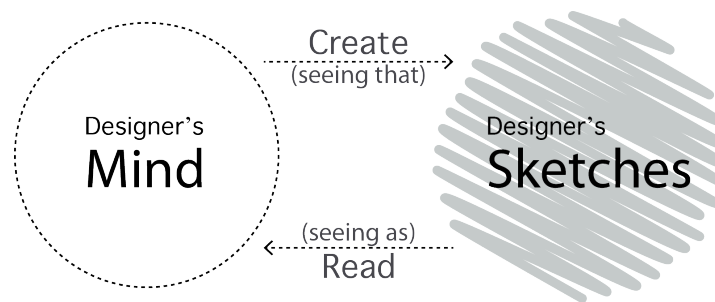 Create
(seeing that)
Designer's
Mind
Designer's
Sketches
(seeing as)
Read